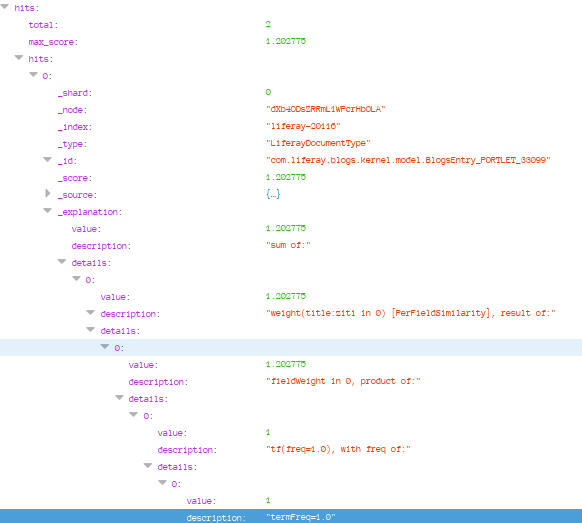 hits:
total: 2
max_score: 1.202775
hits:
0:
_shard: 0
_node: "dXb4ODsZRRmL1WPcrHb0LA"
_index: "liferay-20116"
_type: "LiferayDocumentType"
_id: "com.liferay.blogs.kernel.model.BlogsEntry_PORTLET_33099"
_score: 1.202775
_source: {…}
_explanation:
value: 1.202775
description: "sum of:"
details:
0:
value: 1.202775
description: "weight(title:ziti in 0) [PerFieldSimilarity], result of:"
details:
0:
value: 1.202775
description: "fieldWeight in 0, product of:"
details:
0:
value: 1
description: "tf(freq=1.0), with freq of:"
details:
0:
value: 1
description: "termFreq=1.0"